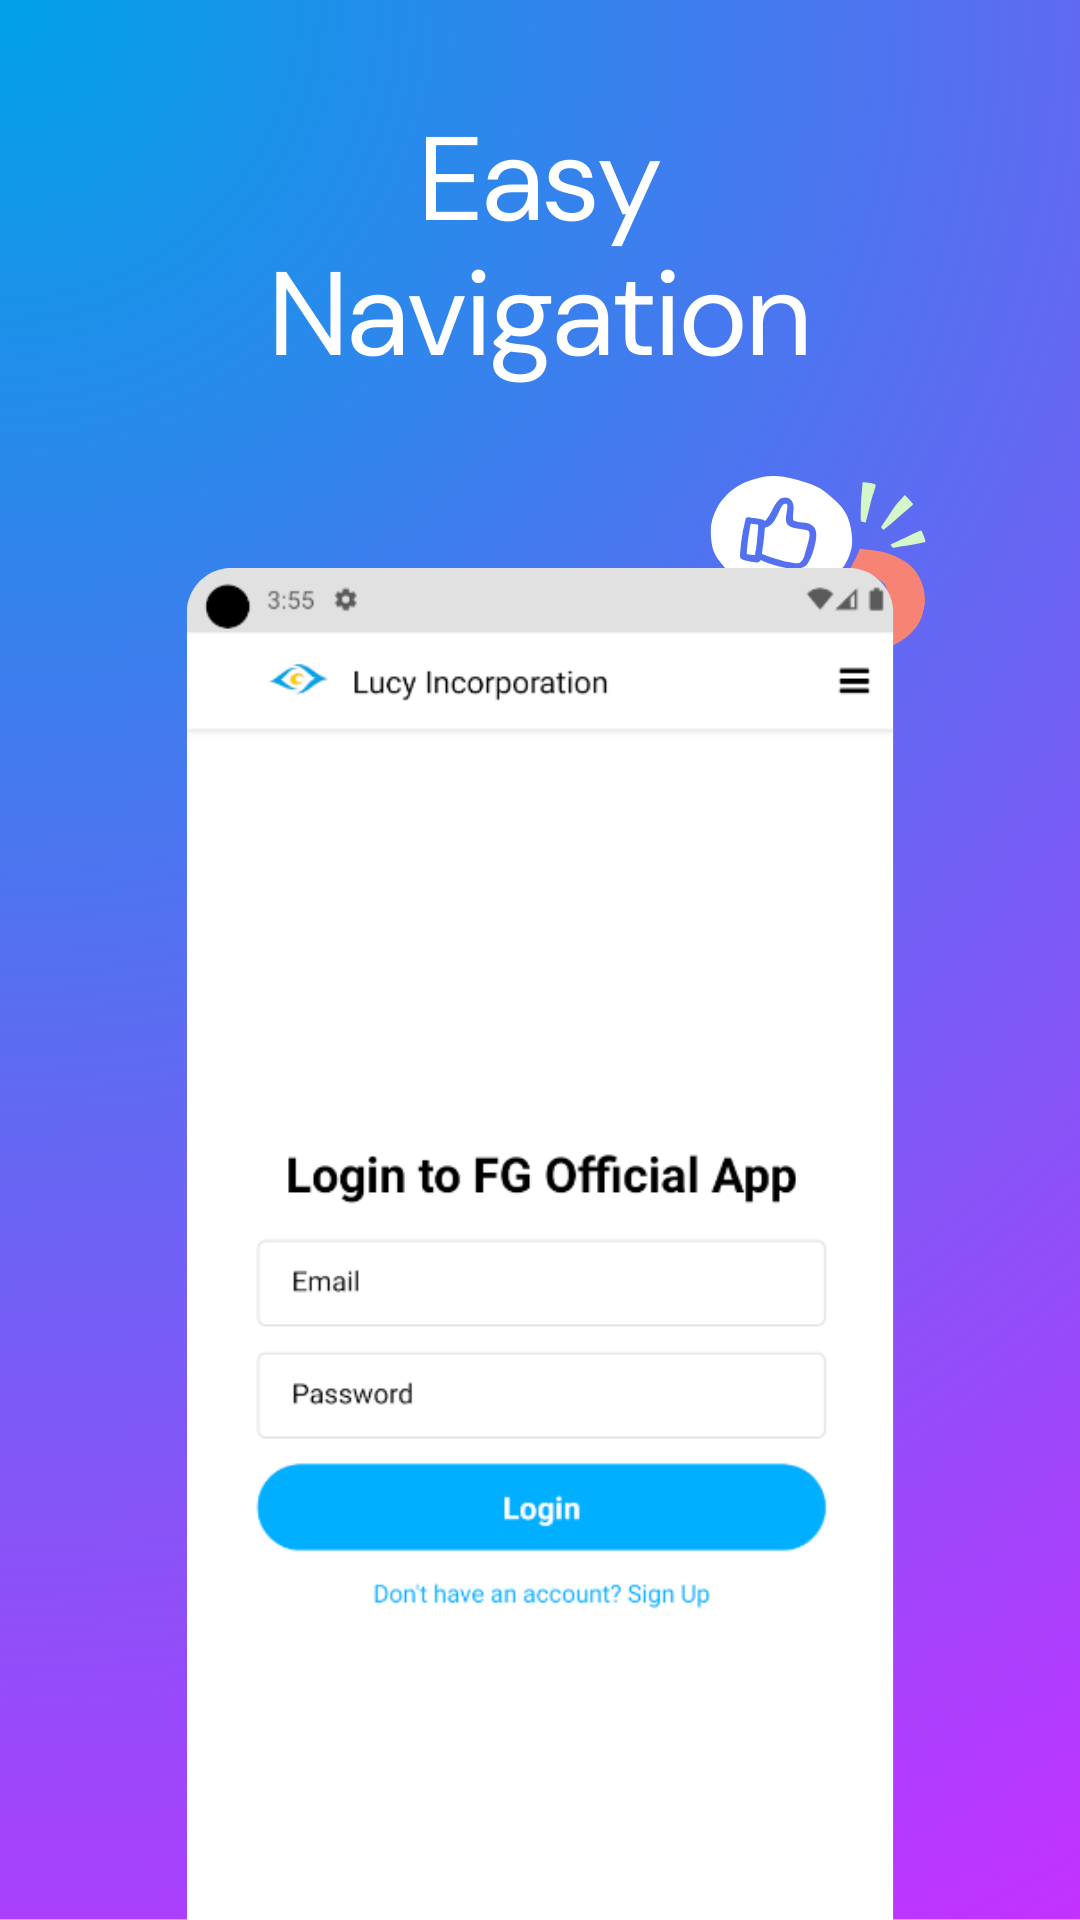 Easy
Navigation
3:55
Lucy Incorporation
Login to FG Official App
Email
Password
Login
Don't have an account? Sign Up